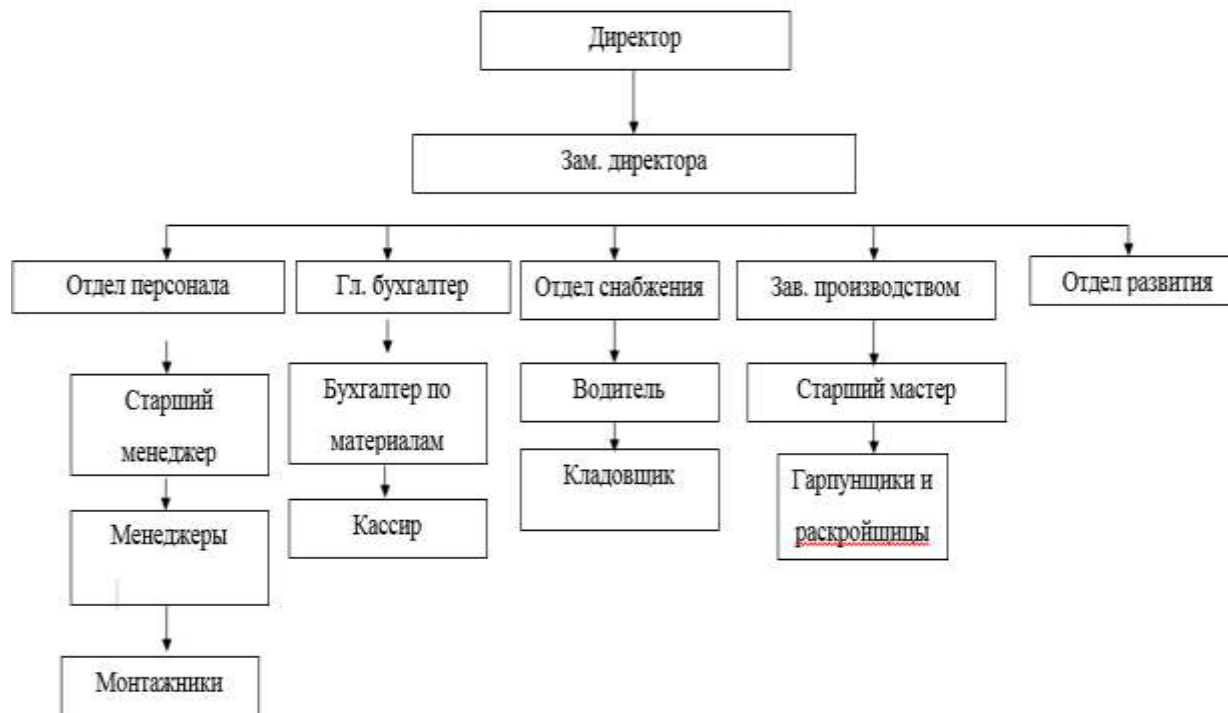 Директор
Зам. директора
Отдел персонала
Гл. бухгалтер
Отдел снабжения
Зав. производством
Отдел развития
Старший
менеджер
Бухгалтер по
материалам
Водитель
Старший мастер
Менеджеры
Кассир
Кладовщик
Гарпунщики и
раскройщицы
Монтажники